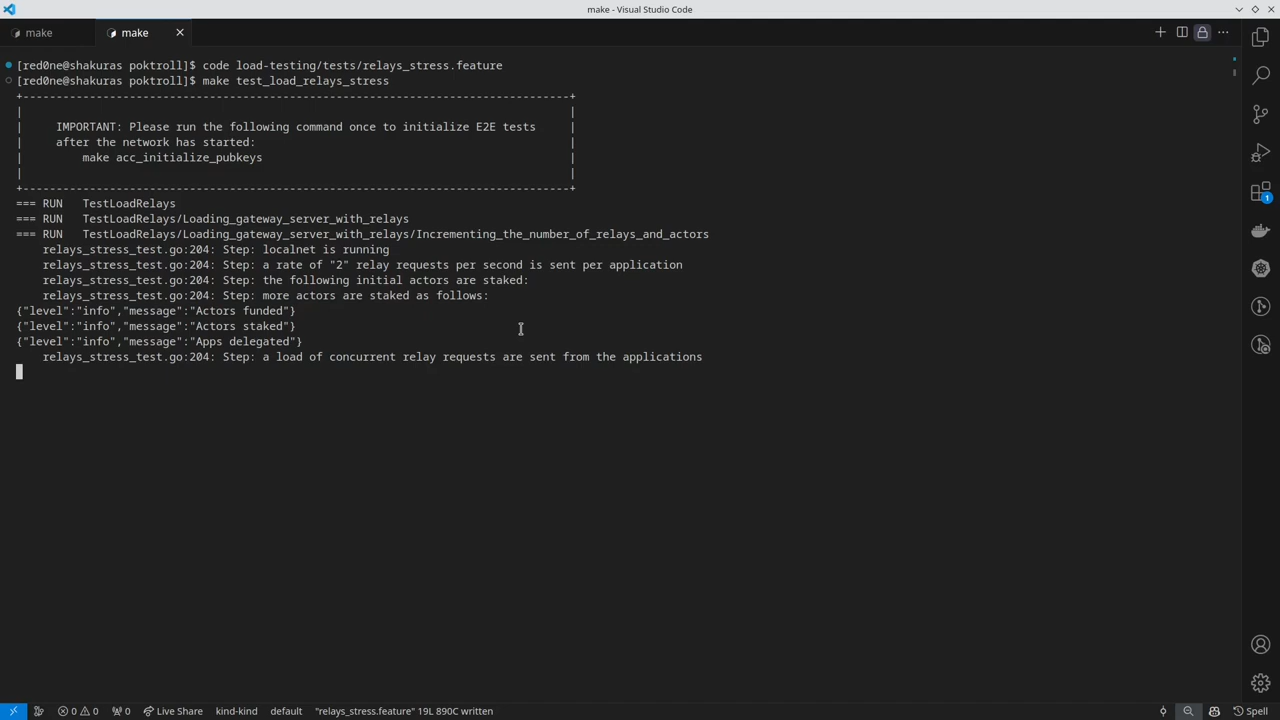 make - Visual Studio Code
make
make
[red0ne@shakuras poktroll]$ code load-testing/tests/relays_stress.feature
[red0ne@shakuras poktroll]$ make test_load_relays_stress
+----------------------------------------------------------------------------------+
|                                                                                  |
|     IMPORTANT: Please run the following command once to initialize E2E tests     |
|     after the network has started:                                               |
|         make acc_initialize_pubkeys                                              |
|                                                                                  |
+----------------------------------------------------------------------------------+
=== RUN   TestLoadRelays
=== RUN   TestLoadRelays/Loading_gateway_server_with_relays
=== RUN   TestLoadRelays/Loading_gateway_server_with_relays/Incrementing_the_number_of_relays_and_actors
    relays_stress_test.go:204: Step: localnet is running
    relays_stress_test.go:204: Step: a rate of "2" relay requests per second is sent per application
    relays_stress_test.go:204: Step: the following initial actors are staked:
    relays_stress_test.go:204: Step: more actors are staked as follows:
{"level":"info","message":"Actors funded"}
{"level":"info","message":"Actors staked"}
{"level":"info","message":"Apps delegated"}
    relays_stress_test.go:204: Step: a load of concurrent relay requests are sent from the applications
1
0 0 0 Live Share kind-kind default "relays_stress.feature" 19L 890C written Spell